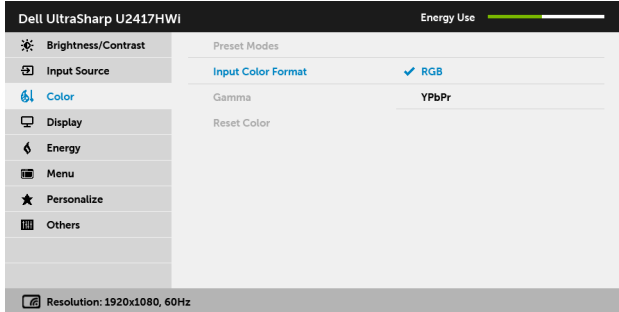 Dell UltraSharp U2417HWi Energy Use
Brightness/Contrast Preset Modes
Input Source Input Color Format RGB
Color Gamma YPbPr
Display Reset Color
Energy
Menu
Personalize
Others
Resolution: 1920x1080, 60Hz